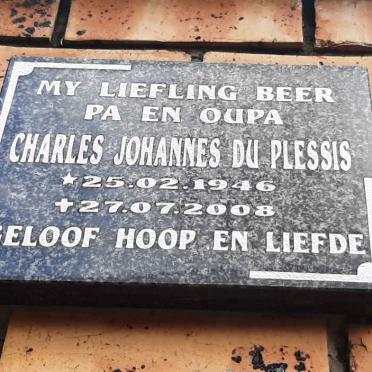 MY LIEFLING BEER
PA EN OUPA
CHARLES JOHANNES DU PLESSIS
★25.02.1946
✝27.07.2008
GELOOF HOOP EN LIEFDE